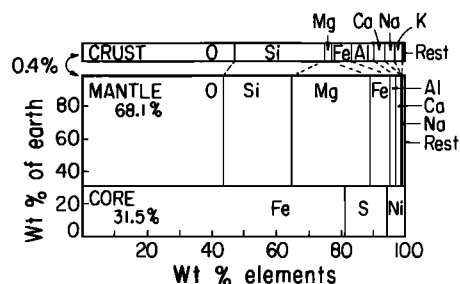 Mg Ca Na K
CRUST O Si Fe Al Rest
0.4%
MANTLE O Si Mg Fe Al
68.1% Ca
Na
Rest
CORE
31.5% Fe S Ni
Wt % of earth
80
60
40
20
0
20 40 60 80 100
Wt % elements